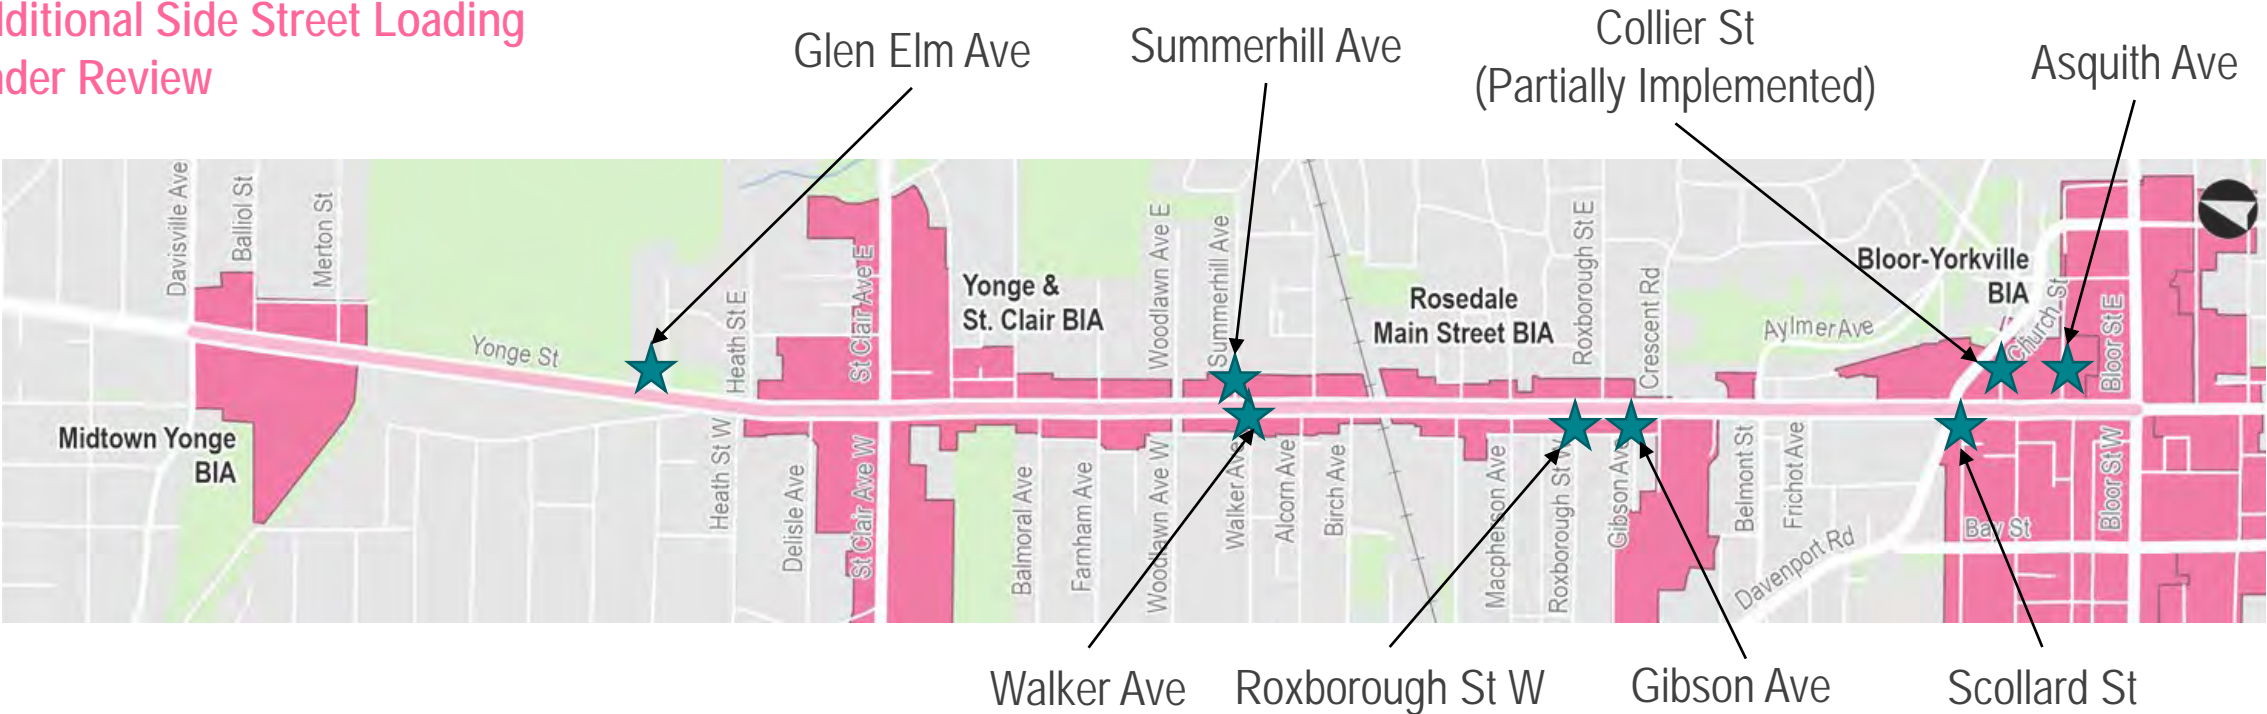 dditional Side Street Loading
nder Review
Glen Elm Ave
Summerhill Ave
Collier St
(Partially Implemented)
Asquith Ave
Davisville Ave
Balliol St
Merton St
Yonge St
Heath St E
St Clair Ave E
Yonge &
St. Clair BIA
Woodlawn Ave E
Summerhill Ave
Rosedale
Main Street BIA
Roxborough St E
Crescent Rd
Aylmer Ave
Bloor-Yorkville
BIA
Church St
Bloor St E
Midtown Yonge
BIA
Heath St W
Delisle Ave
St Clair Ave W
Balmoral Ave
Farnham Ave
Woodlawn Ave W
Walker Ave
Alcorn Ave
Birch Ave
Macpherson Ave
Roxborough St W
Gibson Ave
Belmont St
Frichot Ave
Davenport Rd
Bay St
Bloor St W
Walker Ave
Roxborough St W
Gibson Ave
Scollard St